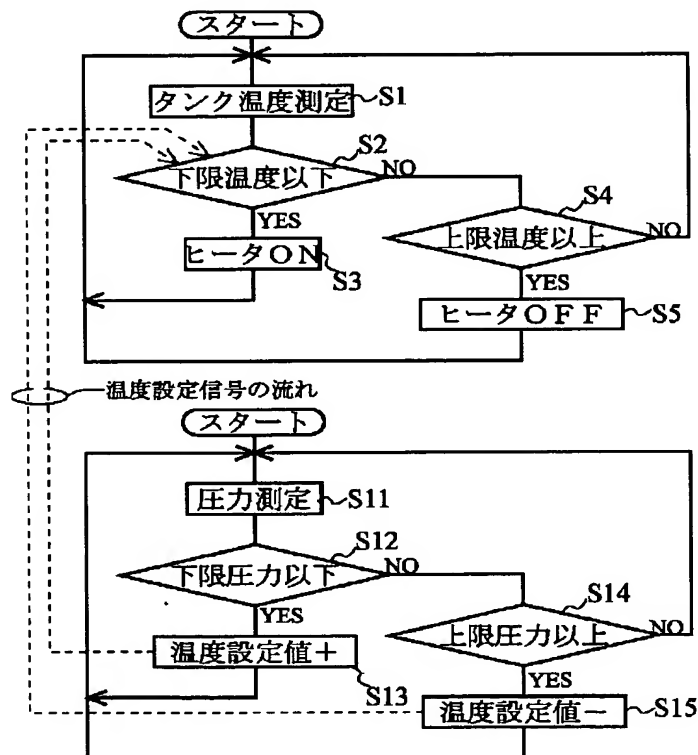 スタート
タンク温度測定
S1
下限温度以下
S2
NO
YES
ヒータON
S3
上限温度以上
S4
NO
YES
ヒータOFF
S5
温度設定信号の流れ
スタート
圧力測定
S11
下限圧力以下
S12
NO
YES
温度設定値+
S13
上限圧力以上
S14
NO
YES
温度設定値−
S15